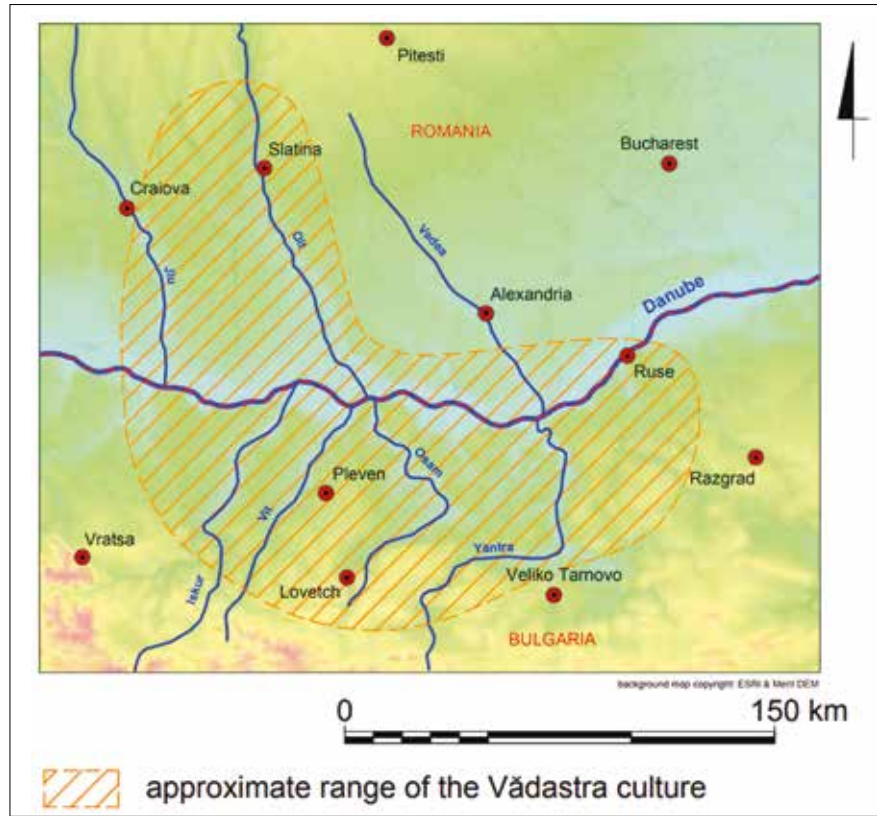 Pitesti
ROMANIA
Bucharest
Slatina
Craiova
Olt
Vadea
Jiu
Alexandria
Danube
Ruse
Osam
Pleven
Razgrad
Vit
Vratsa
Yantra
Iskur
Lovetch
Veliko Tarnovo
BULGARIA
background map copyright: ESRI & Merit DEM
0 150 km
approximate range of the Vădastra culture